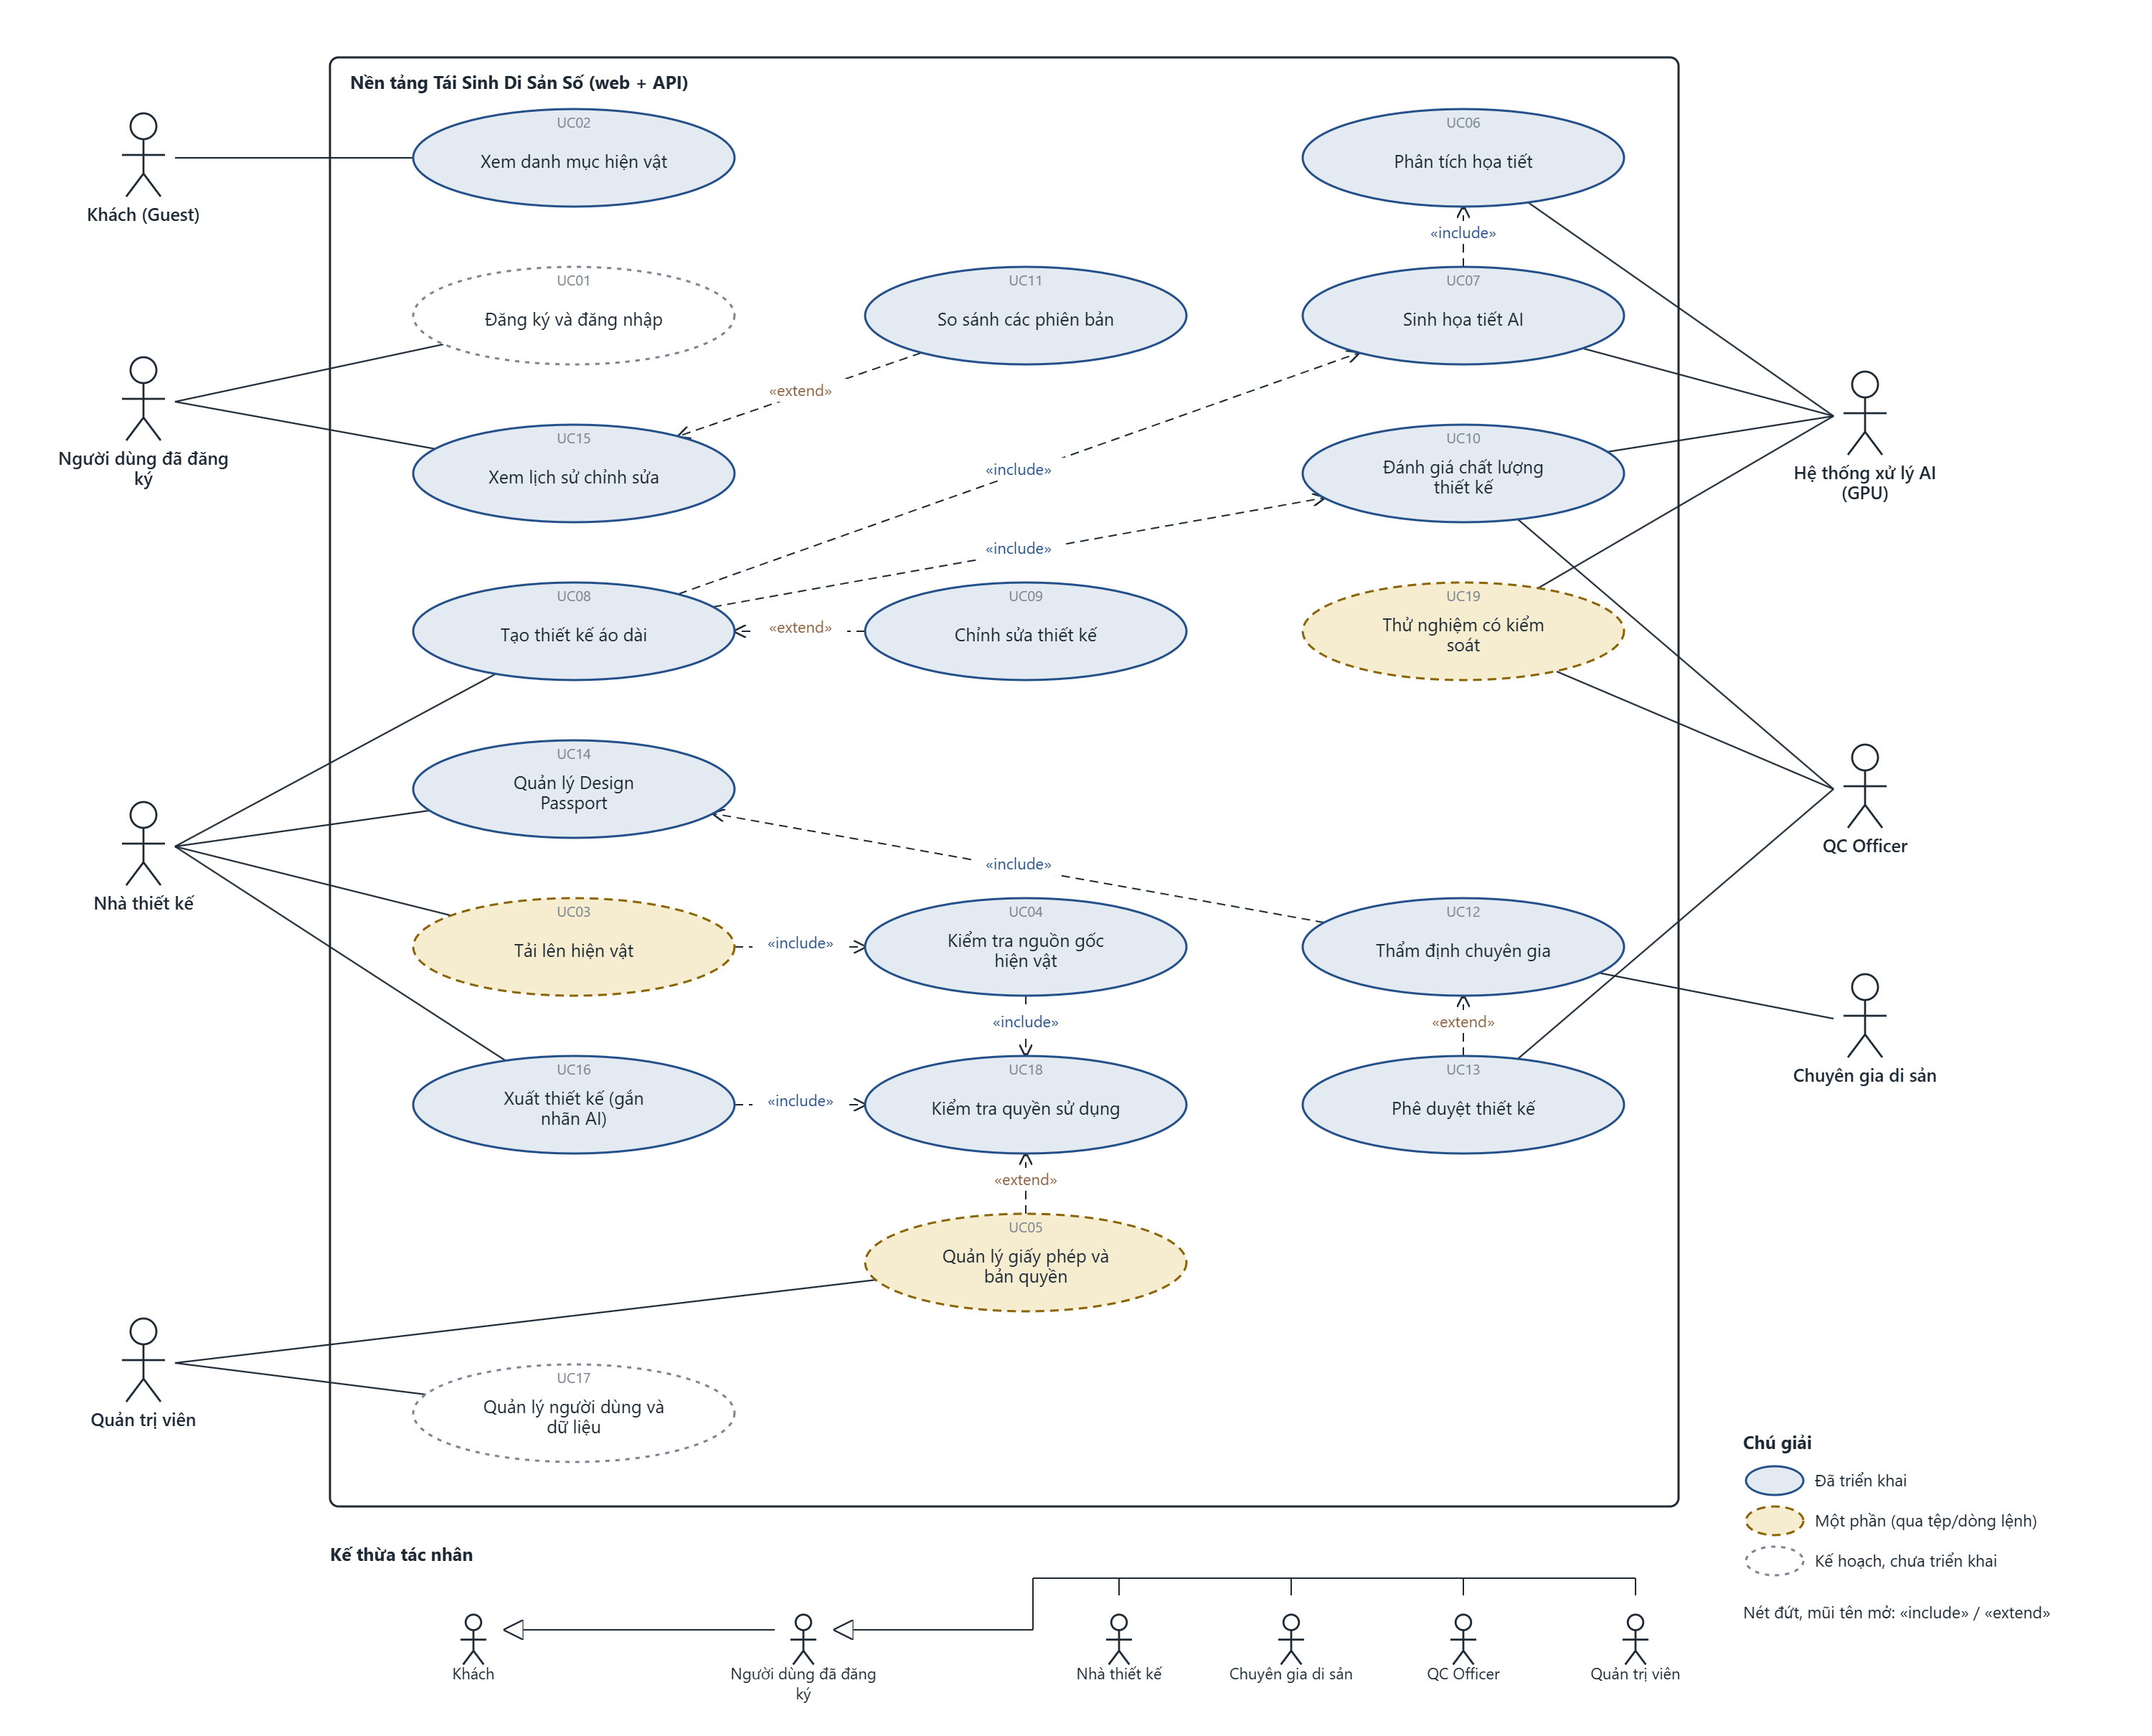 Nền tảng Tái Sinh Di Sản Số (web + API)
UC02
Xem danh mục hiện vật
UC06
Phân tích họa tiết
Khách (Guest)
«include»
UC01
Đăng ký và đăng nhập
UC11
So sánh các phiên bản
UC07
Sinh họa tiết AI
«extend»
Người dùng đã đăng
ký
UC15
Xem lịch sử chỉnh sửa
«include»
UC10
Đánh giá chất lượng
thiết kế
Hệ thống xử lý AI
(GPU)
«include»
UC08
Tạo thiết kế áo dài
«extend»
UC09
Chỉnh sửa thiết kế
UC19
Thử nghiệm có kiểm
soát
UC14
Quản lý Design
Passport
QC Officer
«include»
Nhà thiết kế
UC03
Tải lên hiện vật
«include»
UC04
Kiểm tra nguồn gốc
hiện vật
UC12
Thẩm định chuyên gia
«include»
«extend»
Chuyên gia di sản
UC16
Xuất thiết kế (gắn
nhãn AI)
«include»
UC18
Kiểm tra quyền sử dụng
UC13
Phê duyệt thiết kế
«extend»
UC05
Quản lý giấy phép và
bản quyền
Quản trị viên
UC17
Quản lý người dùng và
dữ liệu
Chú giải
Đã triển khai
Một phần (qua tệp/dòng lệnh)
Kế hoạch, chưa triển khai
Nét đứt, mũi tên mở: «include» / «extend»
Kế thừa tác nhân
Khách
Người dùng đã đăng
ký
Nhà thiết kế
Chuyên gia di sản
QC Officer
Quản trị viên